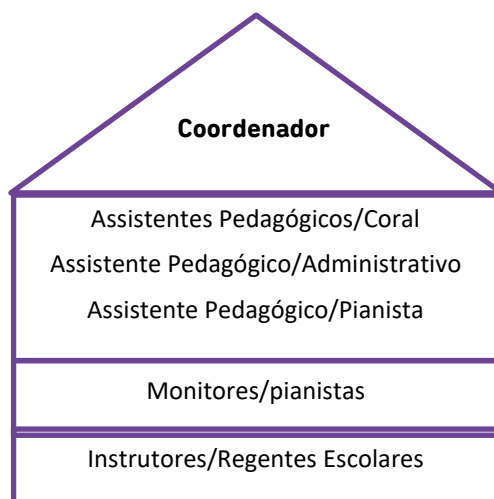 Coordenador
Assistentes Pedagógicos/Coral
Assistente Pedagógico/Administrativo
Assistente Pedagógico/Pianista
Monitores/pianistas
Instrutores/Regentes Escolares